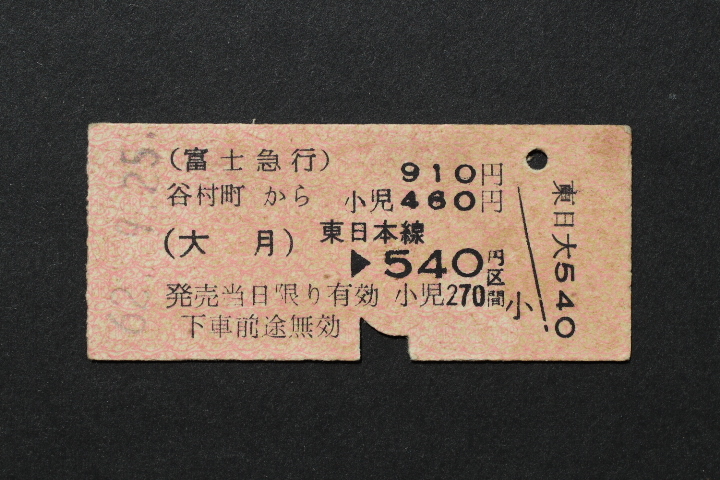 (富士急行)
910円
谷村町 から 小児460円
(大 月) 東日本線
▶540円区間
発売当日限り有効 小児270 小
下車前途無効
東日大540